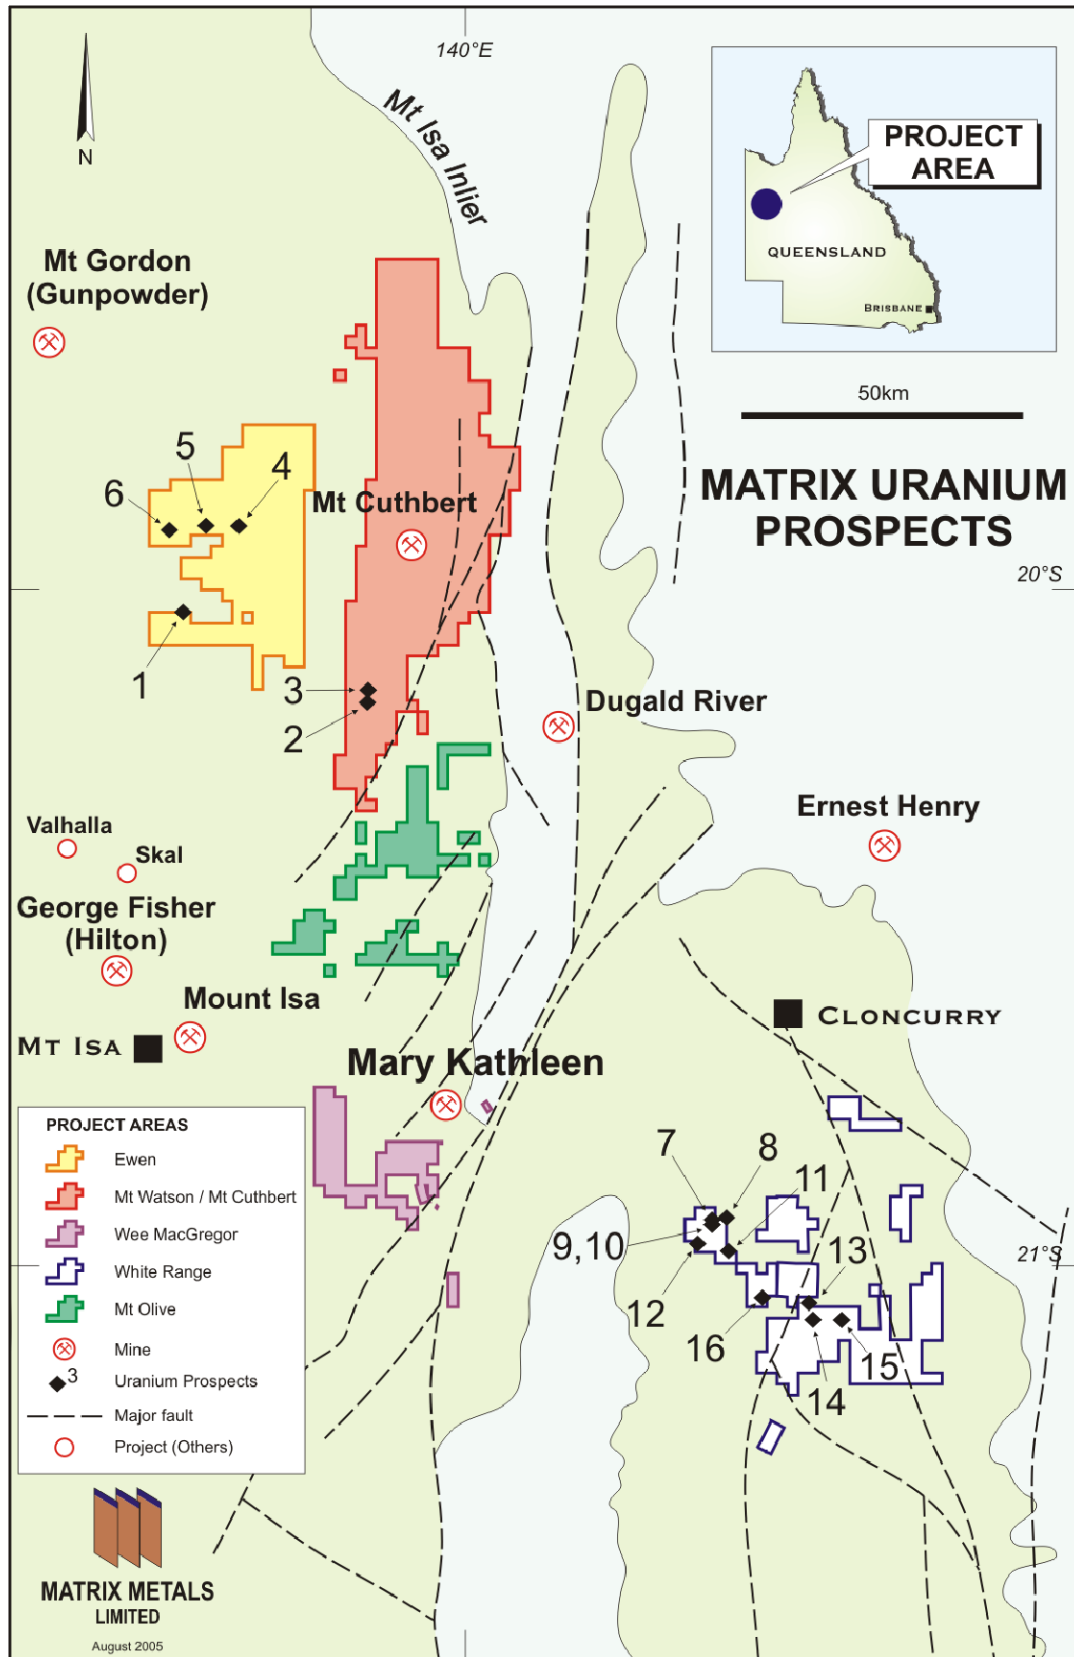 140°E
N
Mt Isa Inlier
PROJECT
AREA
QUEENSLAND
BRISBANE
Mt Gordon
(Gunpowder)
50km
MATRIX URANIUM
PROSPECTS
5
4
6
Mt Cuthbert
20°S
1
3
2
Dugald River
Ernest Henry
Valhalla
Skal
George Fisher
(Hilton)
Mount Isa
MT ISA
CLONCURRY
Mary Kathleen
7
8
11
9,10
21°S
13
12
16
15
14
PROJECT AREAS
Ewen
Mt Watson / Mt Cuthbert
Wee MacGregor
White Range
Mt Olive
Mine
3
Uranium Prospects
Major fault
Project (Others)
MATRIX METALS
LIMITED
August 2005